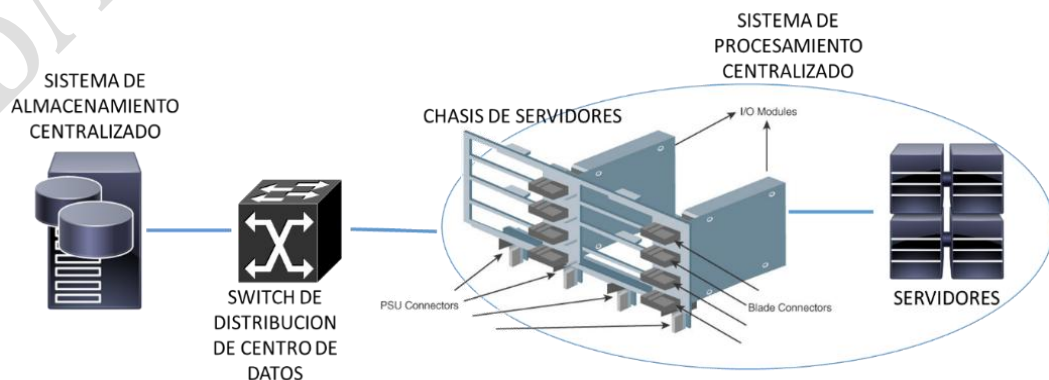 SISTEMA DE
ALMACENAMIENTO
CENTRALIZADO
SWITCH DE
DISTRIBUCION
DE CENTRO DE
DATOS
CHASIS DE SERVIDORES
SISTEMA DE
PROCESAMIENTO
CENTRALIZADO
I/O Modules
PSU Connectors
Blade Connectors
SERVIDORES